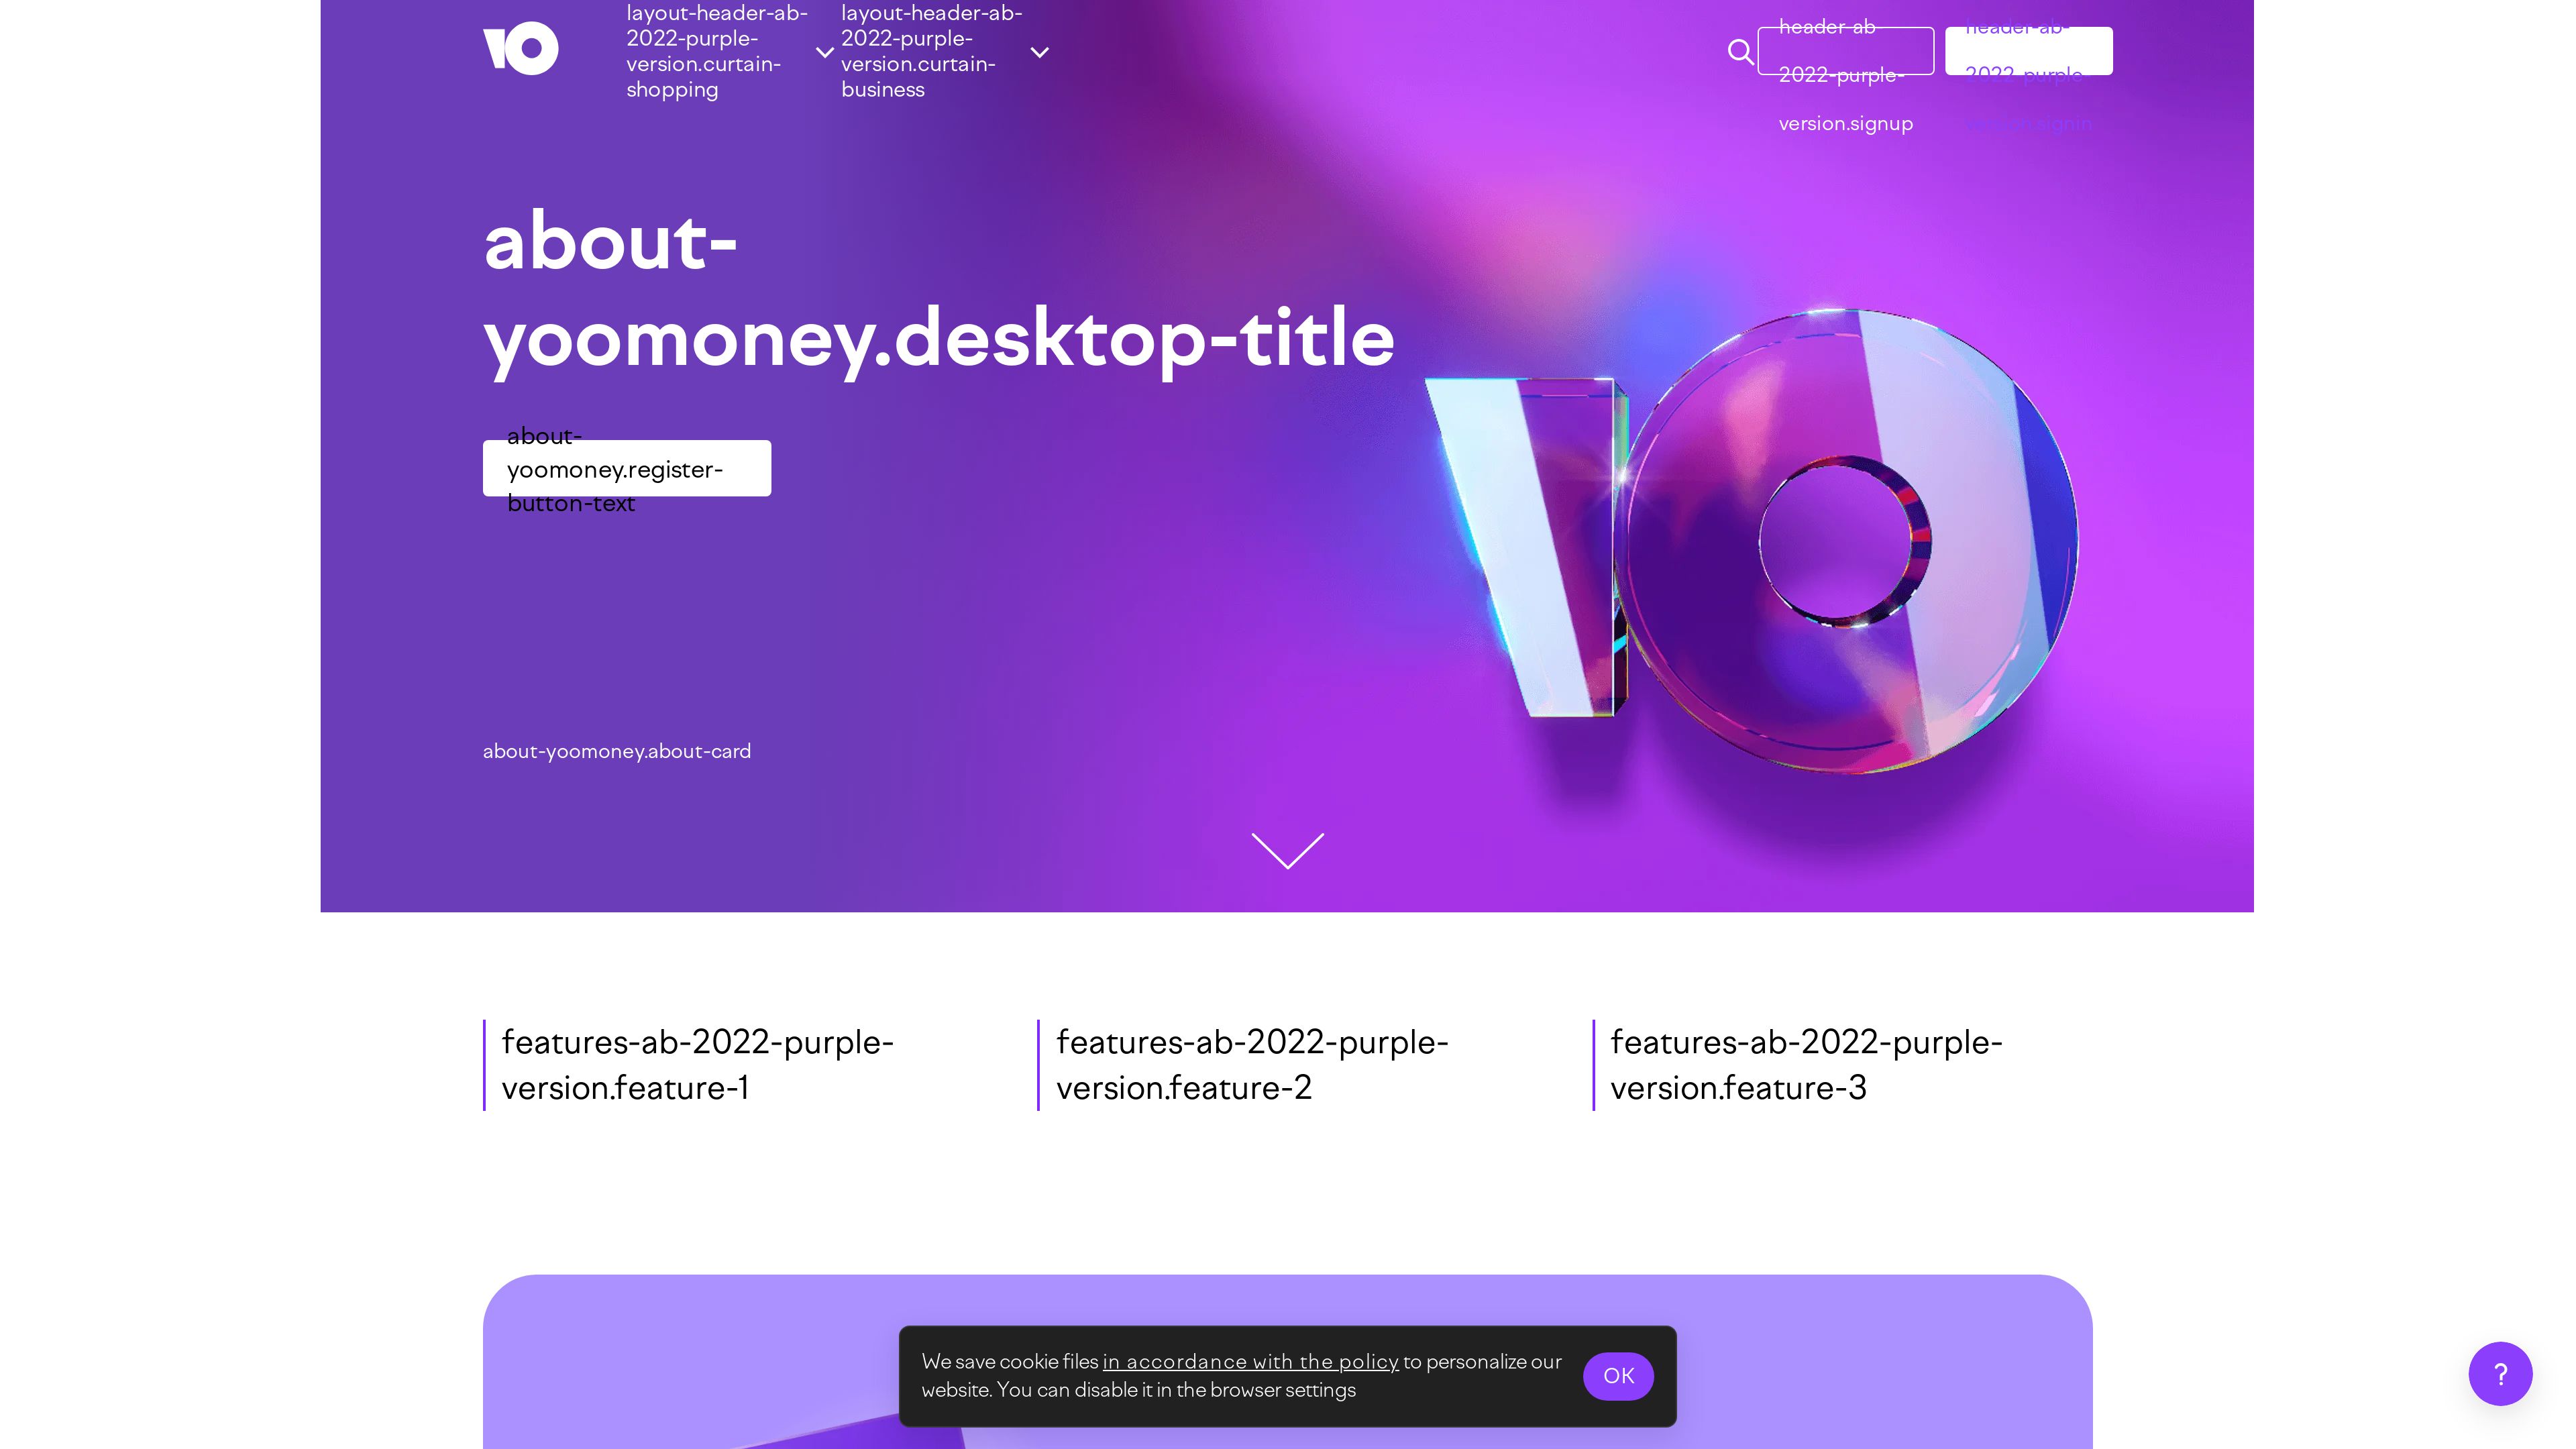 layout-header-ab-
2022-purple-
version.curtain-
shopping
layout-header-ab-
2022-purple-
version.curtain-
business
header-ab-
2022-purple-
version.signup
header-ab-
2022-purple-
version.signin
about-
yoomoney.desktop-title
about-
yoomoney.register-
button-text
about-yoomoney.about-card
features-ab-2022-purple-
version.feature-1
features-ab-2022-purple-
version.feature-2
features-ab-2022-purple-
version.feature-3
We save cookie files in accordance with the policy to personalize our
website. You can disable it in the browser settings
OK
?